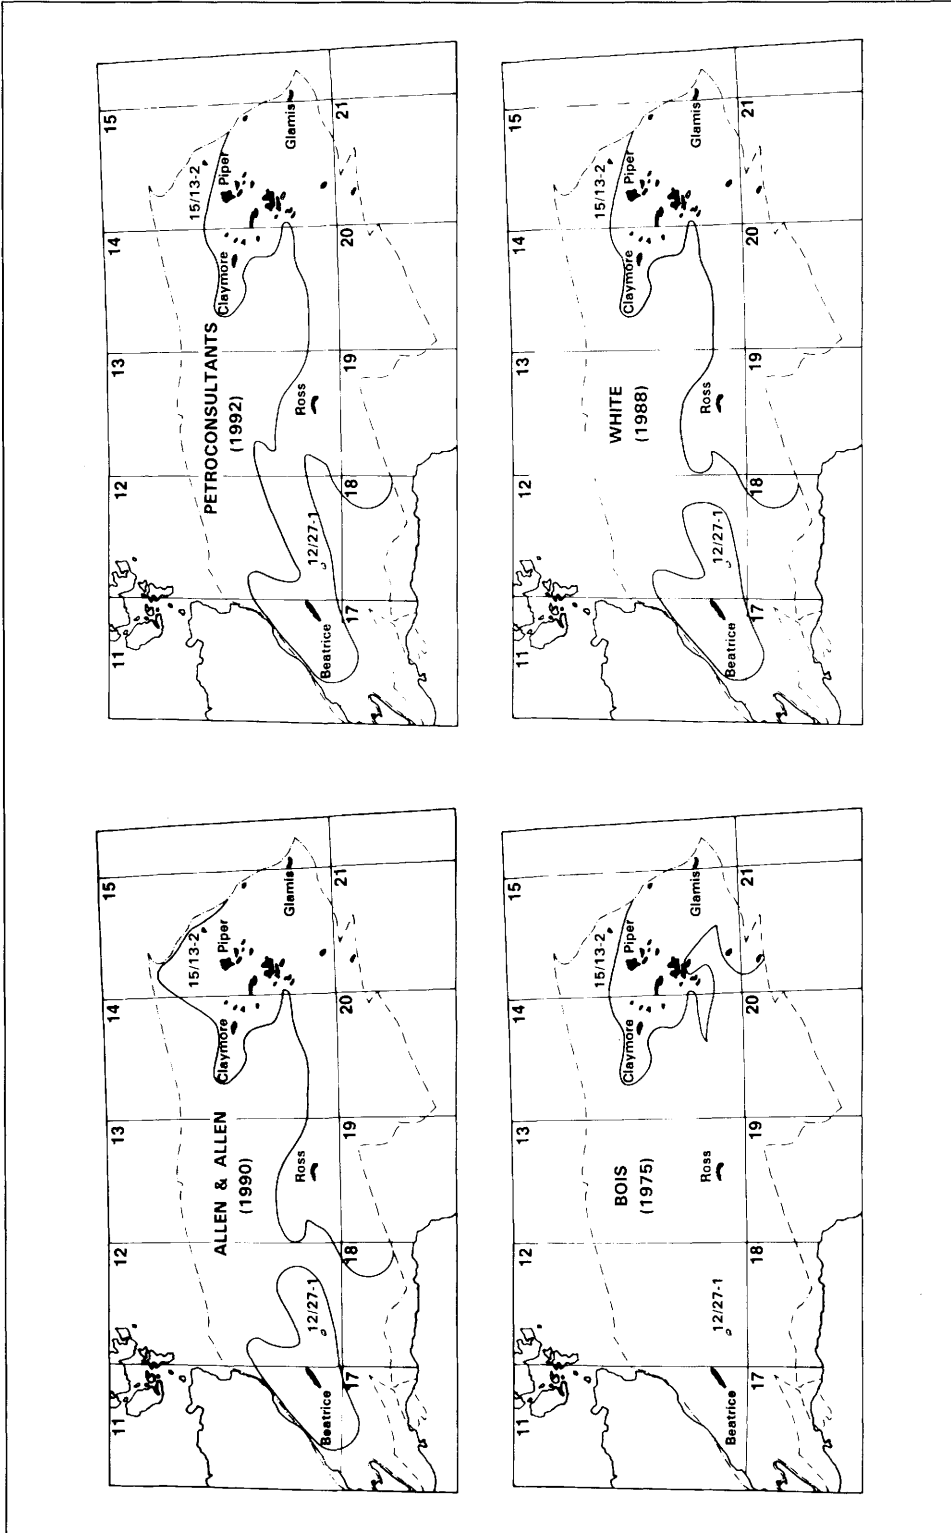 11 12 13 14 15
ALLEN & ALLEN
(1990)
15/13-2
Claymore
Piper
Glamis
Ross
12/27-1
Beatrice
17 18 19 20 21
11 12 13 14 15
PETROCONSULTANTS
(1992)
15/13-2
Claymore
Piper
Glamis
Ross
12/27-1
Beatrice
17 18 19 20 21
11 12 13 14 15
BOIS
(1975)
15/13-2
Claymore
Piper
Glamis
Ross
12/27-1
Beatrice
17 18 19 20 21
11 12 13 14 15
WHITE
(1988)
15/13-2
Claymore
Piper
Glamis
Ross
12/27-1
Beatrice
17 18 19 20 21